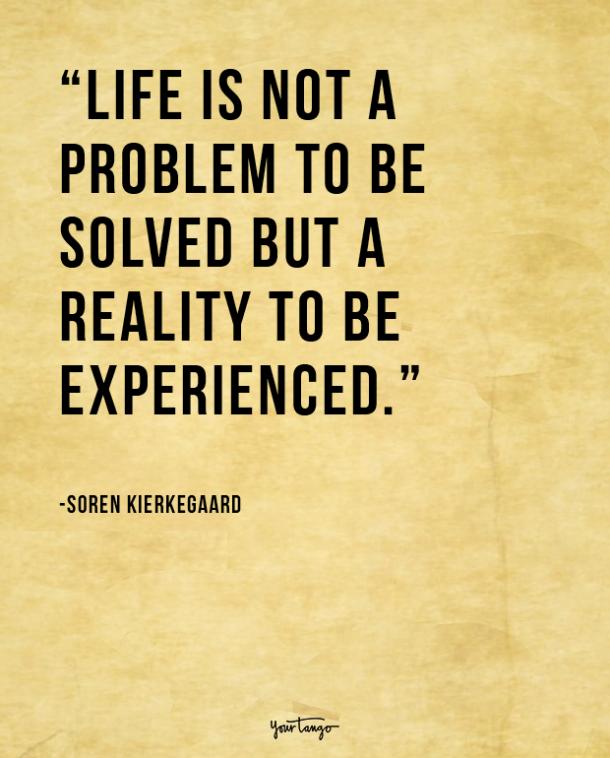 “LIFE IS NOT A
PROBLEM TO BE
SOLVED BUT A
REALITY TO BE
EXPERIENCED.”
-SOREN KIERKEGAARD
yourtango